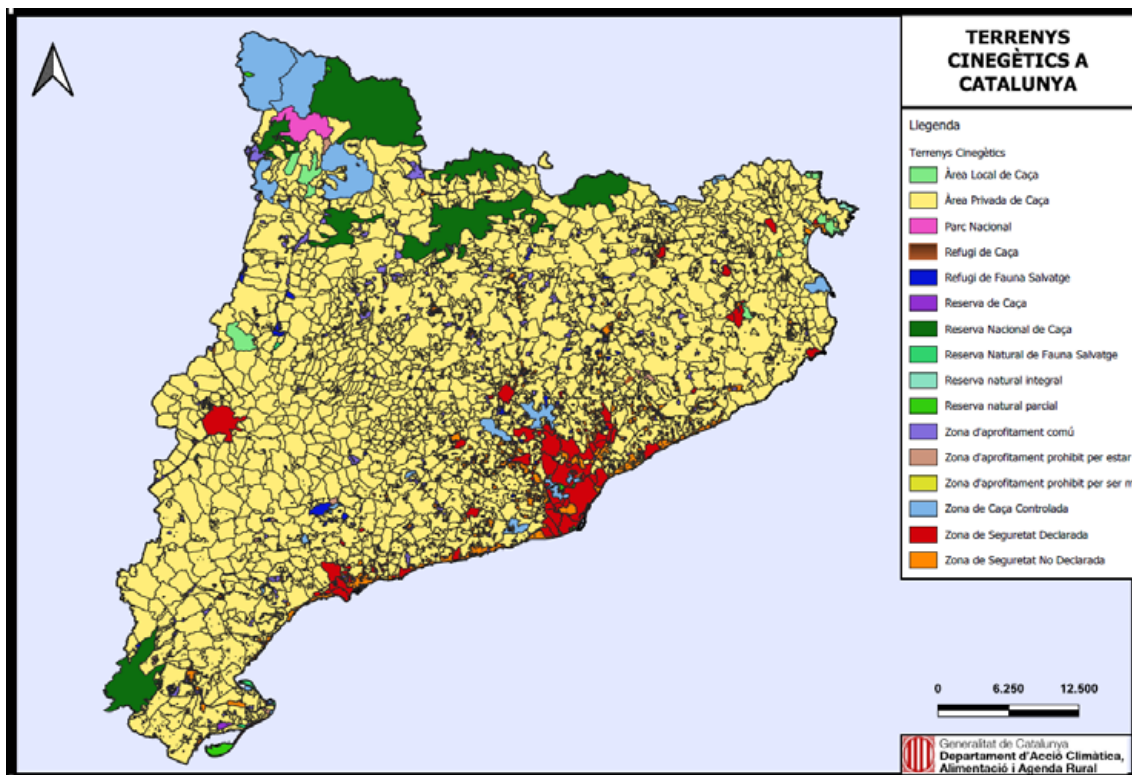 TERRENYS
CINEGÈTICS A
CATALUNYA
Llegenda
Terrenys Cinegètics
Àrea Local de Caça
Àrea Privada de Caça
Parc Nacional
Refugi de Caça
Refugi de Fauna Salvatge
Reserva de Caça
Reserva Nacional de Caça
Reserva Natural de Fauna Salvatge
Reserva natural integral
Reserva natural parcial
Zona d'aprofitament comú
Zona d'aprofitament prohibit per estar
Zona d'aprofitament prohibit per ser m
Zona de Caça Controlada
Zona de Seguretat Declarada
Zona de Seguretat No Declarada
0 6.250 12.500
Generalitat de Catalunya
Departament d'Acció Climàtica,
Alimentació i Agenda Rural